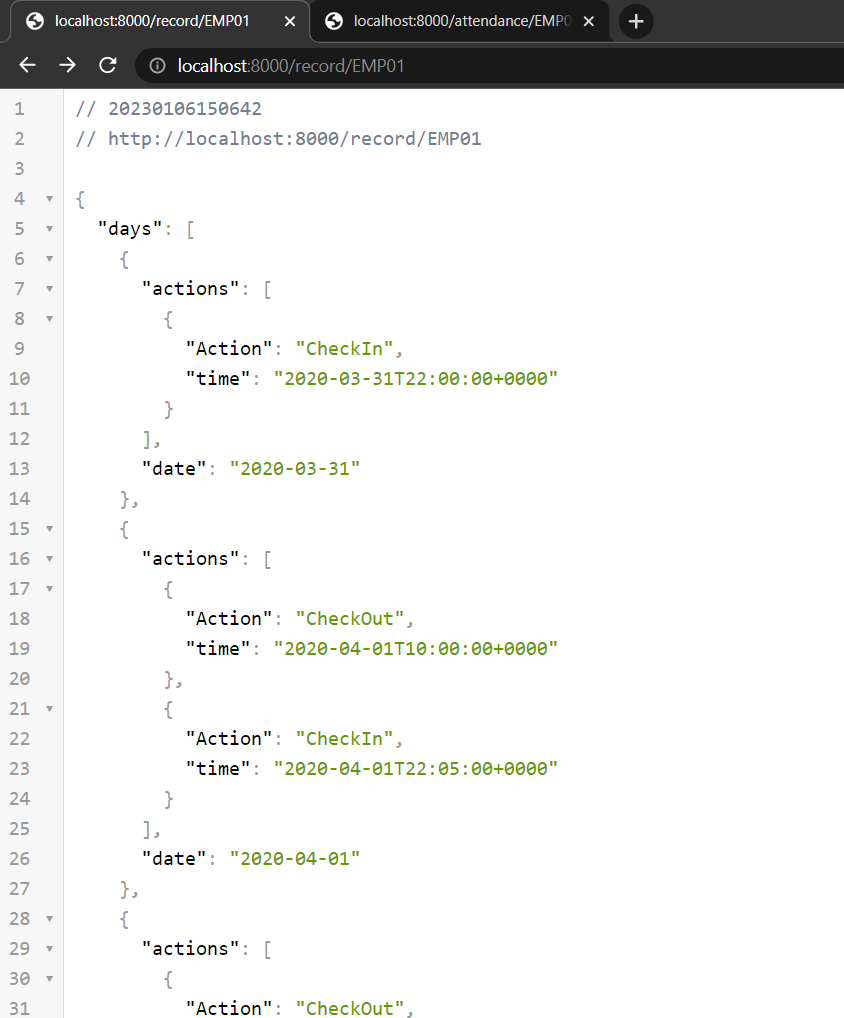 localhost:8000/record/EMP01
localhost:8000/attendance/EMP0
localhost:8000/record/EMP01
1 // 20230106150642
2 // http://localhost:8000/record/EMP01
3
4 {
5 "days": [
6 {
7 "actions": [
8 {
9 "Action": "CheckIn",
10 "time": "2020-03-31T22:00:00+0000"
11 }
12 ],
13 "date": "2020-03-31"
14 },
15 {
16 "actions": [
17 {
18 "Action": "CheckOut",
19 "time": "2020-04-01T10:00:00+0000"
20 },
21 {
22 "Action": "CheckIn",
23 "time": "2020-04-01T22:05:00+0000"
24 }
25 ],
26 "date": "2020-04-01"
27 },
28 {
29 "actions": [
30 {
31 "Action": "CheckOut",